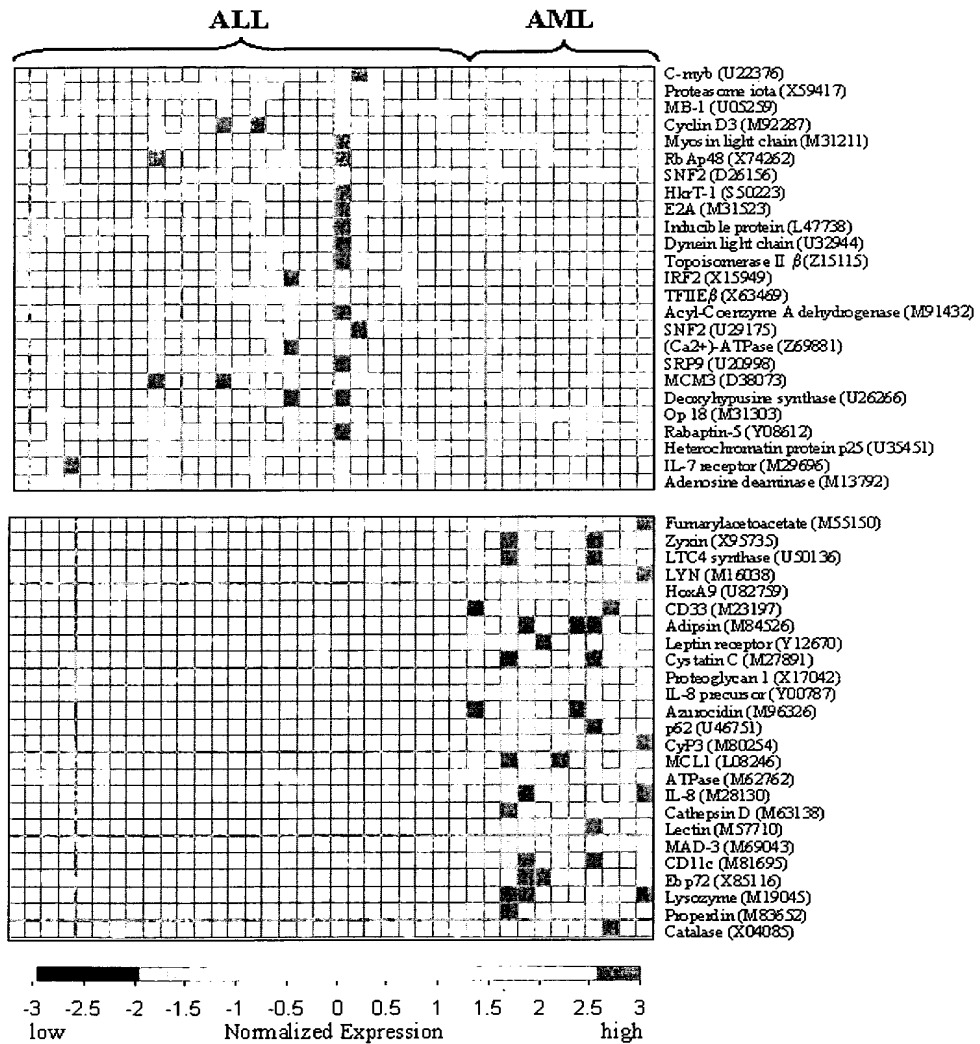 ALL AML
C-myb (U22376)
Proteasome iota (X59417)
MB-1 (U05259)
Cyclin D3 (M92287)
Myosin light chain (M31211)
RbAp48 (X74262)
SNF2 (D26156)
HkrT-1 (S50223)
E2A (M31523)
Inducible protein (L47738)
Dynein light chain (U32944)
Topoisomerase II β (Z15115)
IRF2 (X15949)
TFIIEβ (X63469)
Acyl-Coenzyme A dehydrogenase (M91432)
SNF2 (U29175)
(Ca2+)-ATPase (Z69881)
SRP9 (U20998)
MCM3 (D38073)
Deoxyhypusine synthase (U26266)
Op 18 (M31303)
Rabaptin-5 (Y08612)
Heterochromatin protein p25 (U35451)
IL-7 receptor (M29696)
Adenosine deaminase (M13792)
Fumarylacetoacetate (M55150)
Zyxin (X95735)
LTC4 synthase (U50136)
LYN (M16038)
HoxA9 (U82759)
CD33 (M23197)
Adipsin (M84526)
Leptin receptor (Y12670)
Cystatin C (M27891)
Proteoglycan 1 (X17042)
IL-8 precursor (Y00787)
Azurocidin (M96326)
p62 (U46751)
CyP3 (M80254)
MCL1 (L08246)
ATPase (M62762)
IL-8 (M28130)
Cathepsin D (M63138)
Lectin (M57710)
MAD-3 (M69043)
CD11c (M81695)
Ebp72 (X85116)
Lysozyme (M19045)
Properdin (M83652)
Catalase (X04085)
-3 -2.5 -2 -1.5 -1 -0.5 0 0.5 1 1.5 2 2.5 3
low Normalized Expression high